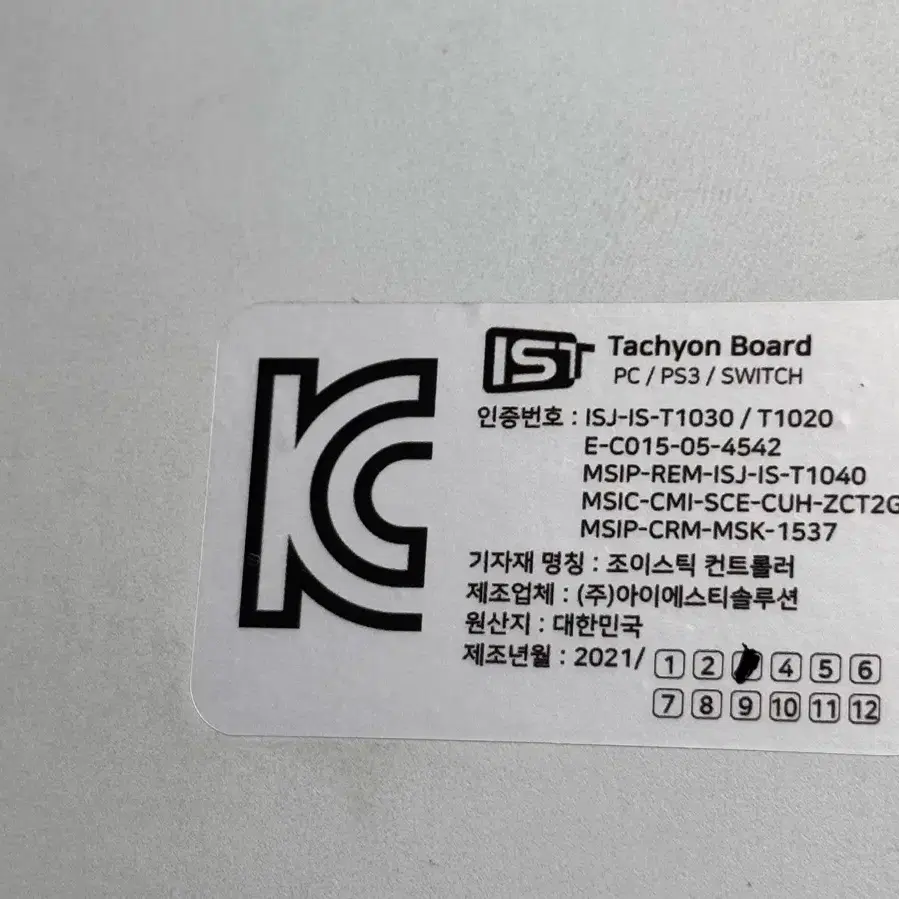 KC
IST Tachyon Board
PC / PS3 / SWITCH
인증번호 : ISJ-IS-T1030 / T1020
E-C015-05-4542
MSIP-REM-ISJ-IS-T1040
MSIC-CMI-SCE-CUH-ZCT2G
MSIP-CRM-MSK-1537
기자재 명칭 : 조이스틱 컨트롤러
제조업체 : (주)아이에스티솔루션
원산지 : 대한민국
제조년월 : 2021/ 1 2 4 5 6
7 8 9 10 11 12